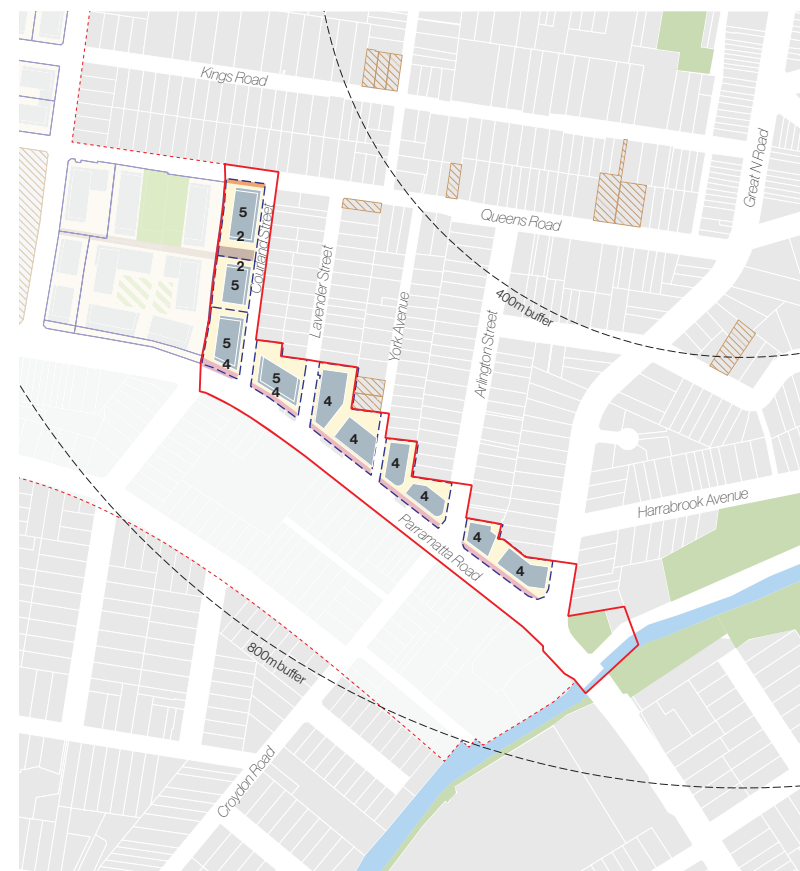 Kings Road
Great N Road
5
2
Queens Road
Courland Street
2
5
Lavender Street
400m buffer
York Avenue
Arlington Street
5
4
5
4
4
4
4
4
Harrabrook Avenue
Parramatta Road
4
4
800m buffer
Croydon Road